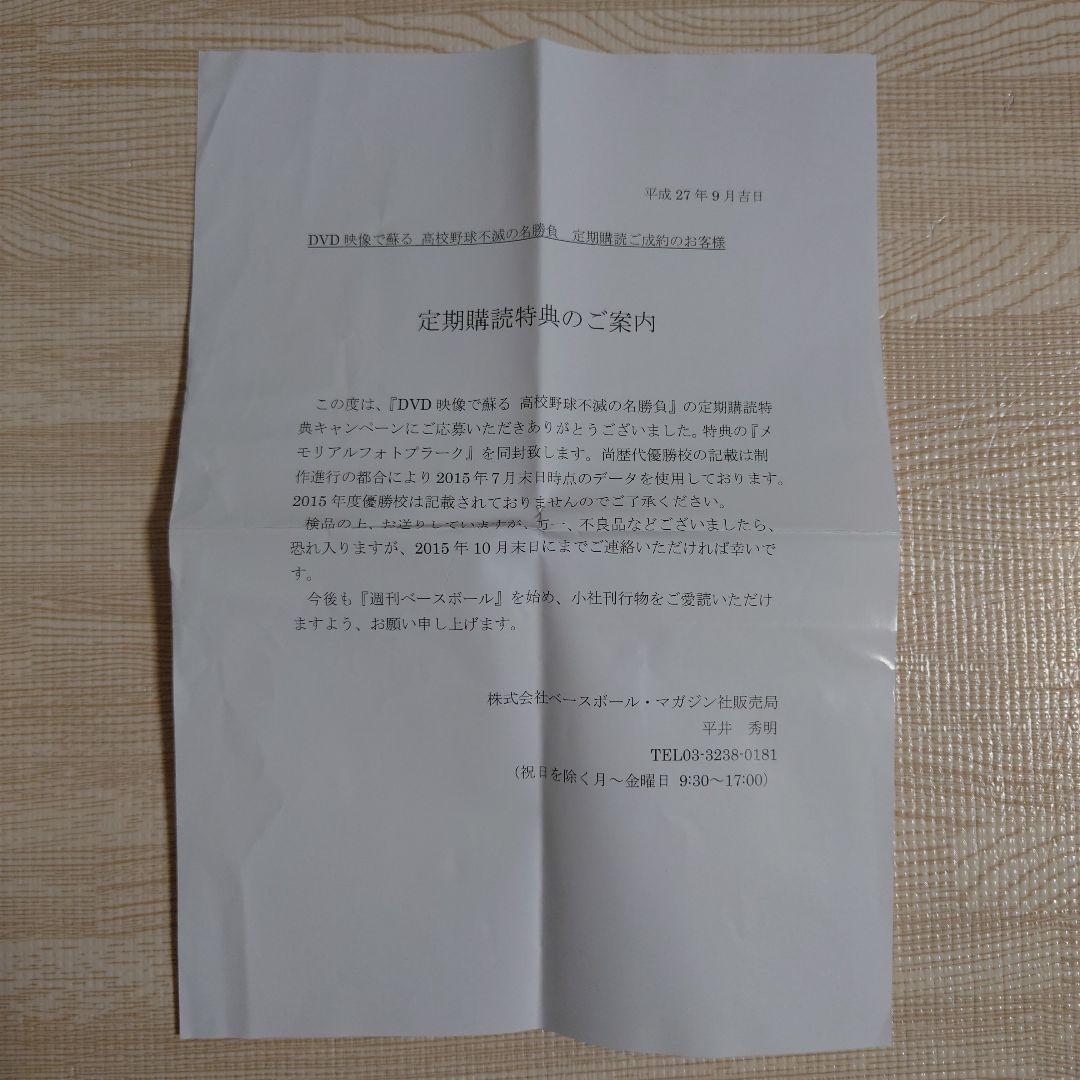 平成 27 年 9 月吉日
DVD 映像で蘇る 高校野球不滅の名勝負　定期購読ご成約のお客様
定期購読特典のご案内
この度は、『DVD 映像で蘇る 高校野球不滅の名勝負』の定期購読特
典キャンペーンにご応募いただきありがとうございました。特典の『メ
モリアルフォトプラーク』を同封致します。尚歴代優勝校の記載は制
作進行の都合により 2015 年 7 月末日時点のデータを使用しております。
2015 年度優勝校は記載されておりませんのでご了承ください。
検品の上、お送りしていますが、万一、不良品などございましたら、
恐れ入りますが、2015 年 10 月末日にまでご連絡いただければ幸いで
す。
今後も『週刊ベースボール』を始め、小社刊行物をご愛読いただけ
ますよう、お願い申し上げます。
株式会社ベースボール・マガジン社販売局
平井　秀明
TEL03-3238-0181
（祝日を除く月～金曜日 9:30～17:00）